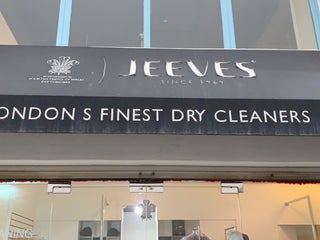 JEEVES
SINCE 1969
ONDON S FINEST DRY CLEANERS